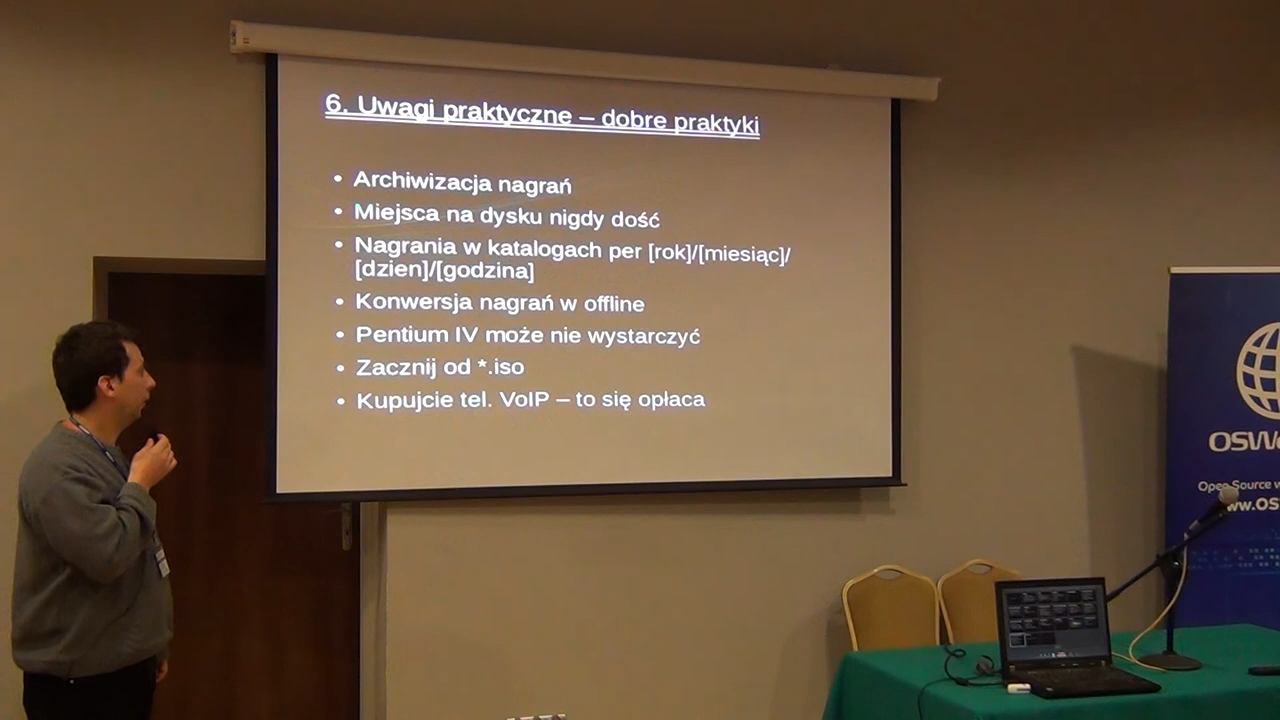 6. Uwagi praktyczne – dobre praktyki
• Archiwizacja nagrań
• Miejsca na dysku nigdy dość
• Nagrania w katalogach per [rok]/[miesiąc]/
[dzien]/[godzina]
• Konwersja nagrań w offline
• Pentium IV może nie wystarczyć
• Zacznij od *.iso
• Kupujcie tel. VoIP – to się opłaca
OSWo
Open Source w
www.OS